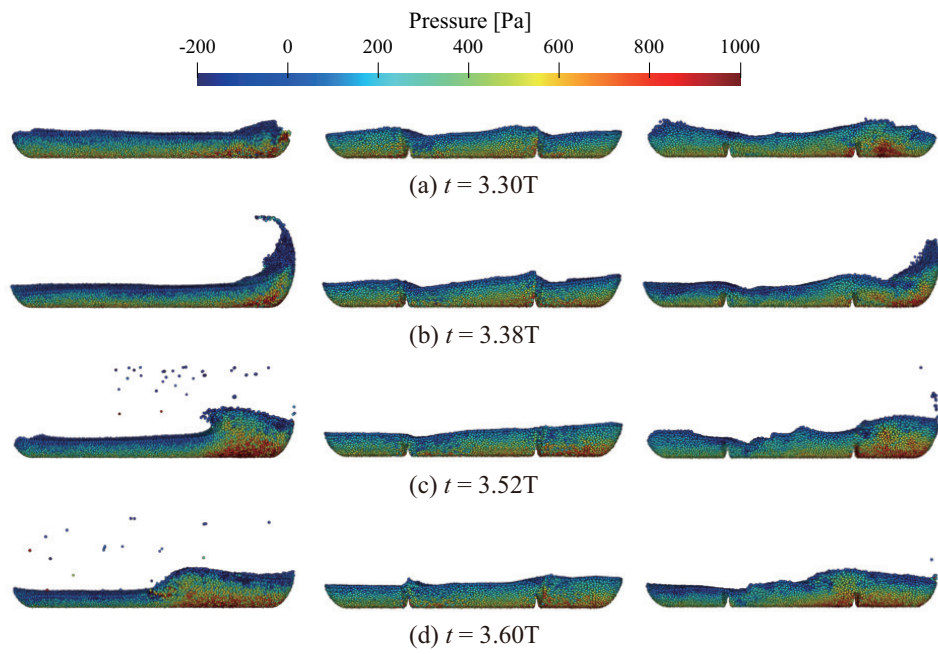 Pressure [Pa]
-200 0 200 400 600 800 1000
(a) t = 3.30T
(b) t = 3.38T
(c) t = 3.52T
(d) t = 3.60T